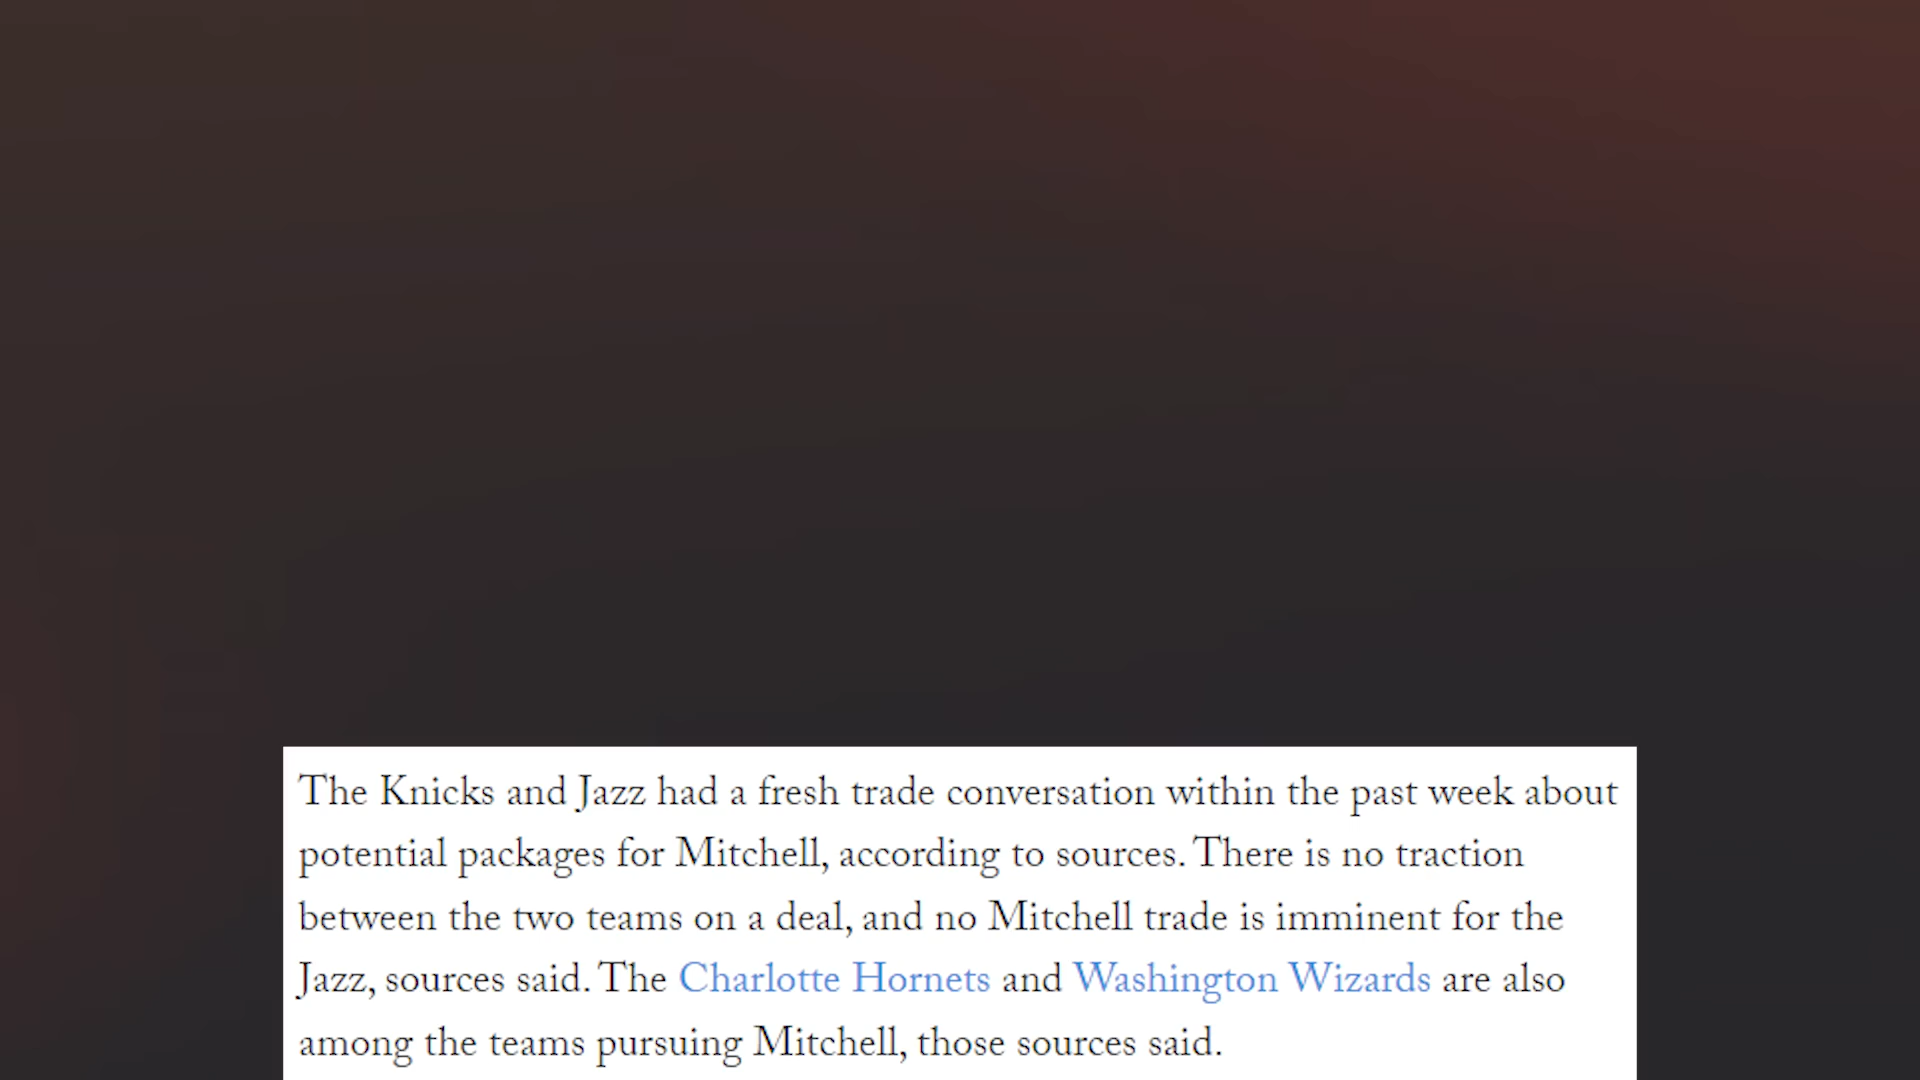 The Knicks and Jazz had a fresh trade conversation within the past week about
potential packages for Mitchell, according to sources. There is no traction
between the two teams on a deal, and no Mitchell trade is imminent for the
Jazz, sources said. The Charlotte Hornets and Washington Wizards are also
among the teams pursuing Mitchell, those sources said.